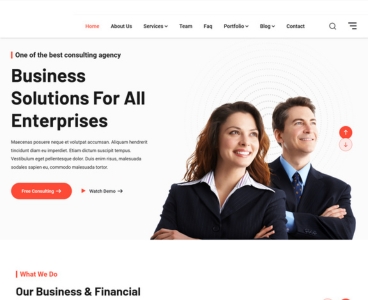 Home About Us Services Team Faq Portfolio Blog Contact
One of the best consulting agency
Business
Solutions For All
Enterprises
Maecenas posuere neque et volutpat accumsan. Aliquam hendrerit
tincidunt diam eu imperdiet. Etiam dictum suscipit tempus.
Vestibulum eget pellentesque dolor. Duis enim risus, malesuada
sodales sapien eu, commodo malesuada tortor.
Free Consulting Watch Demo
What We Do
Our Business & Financial